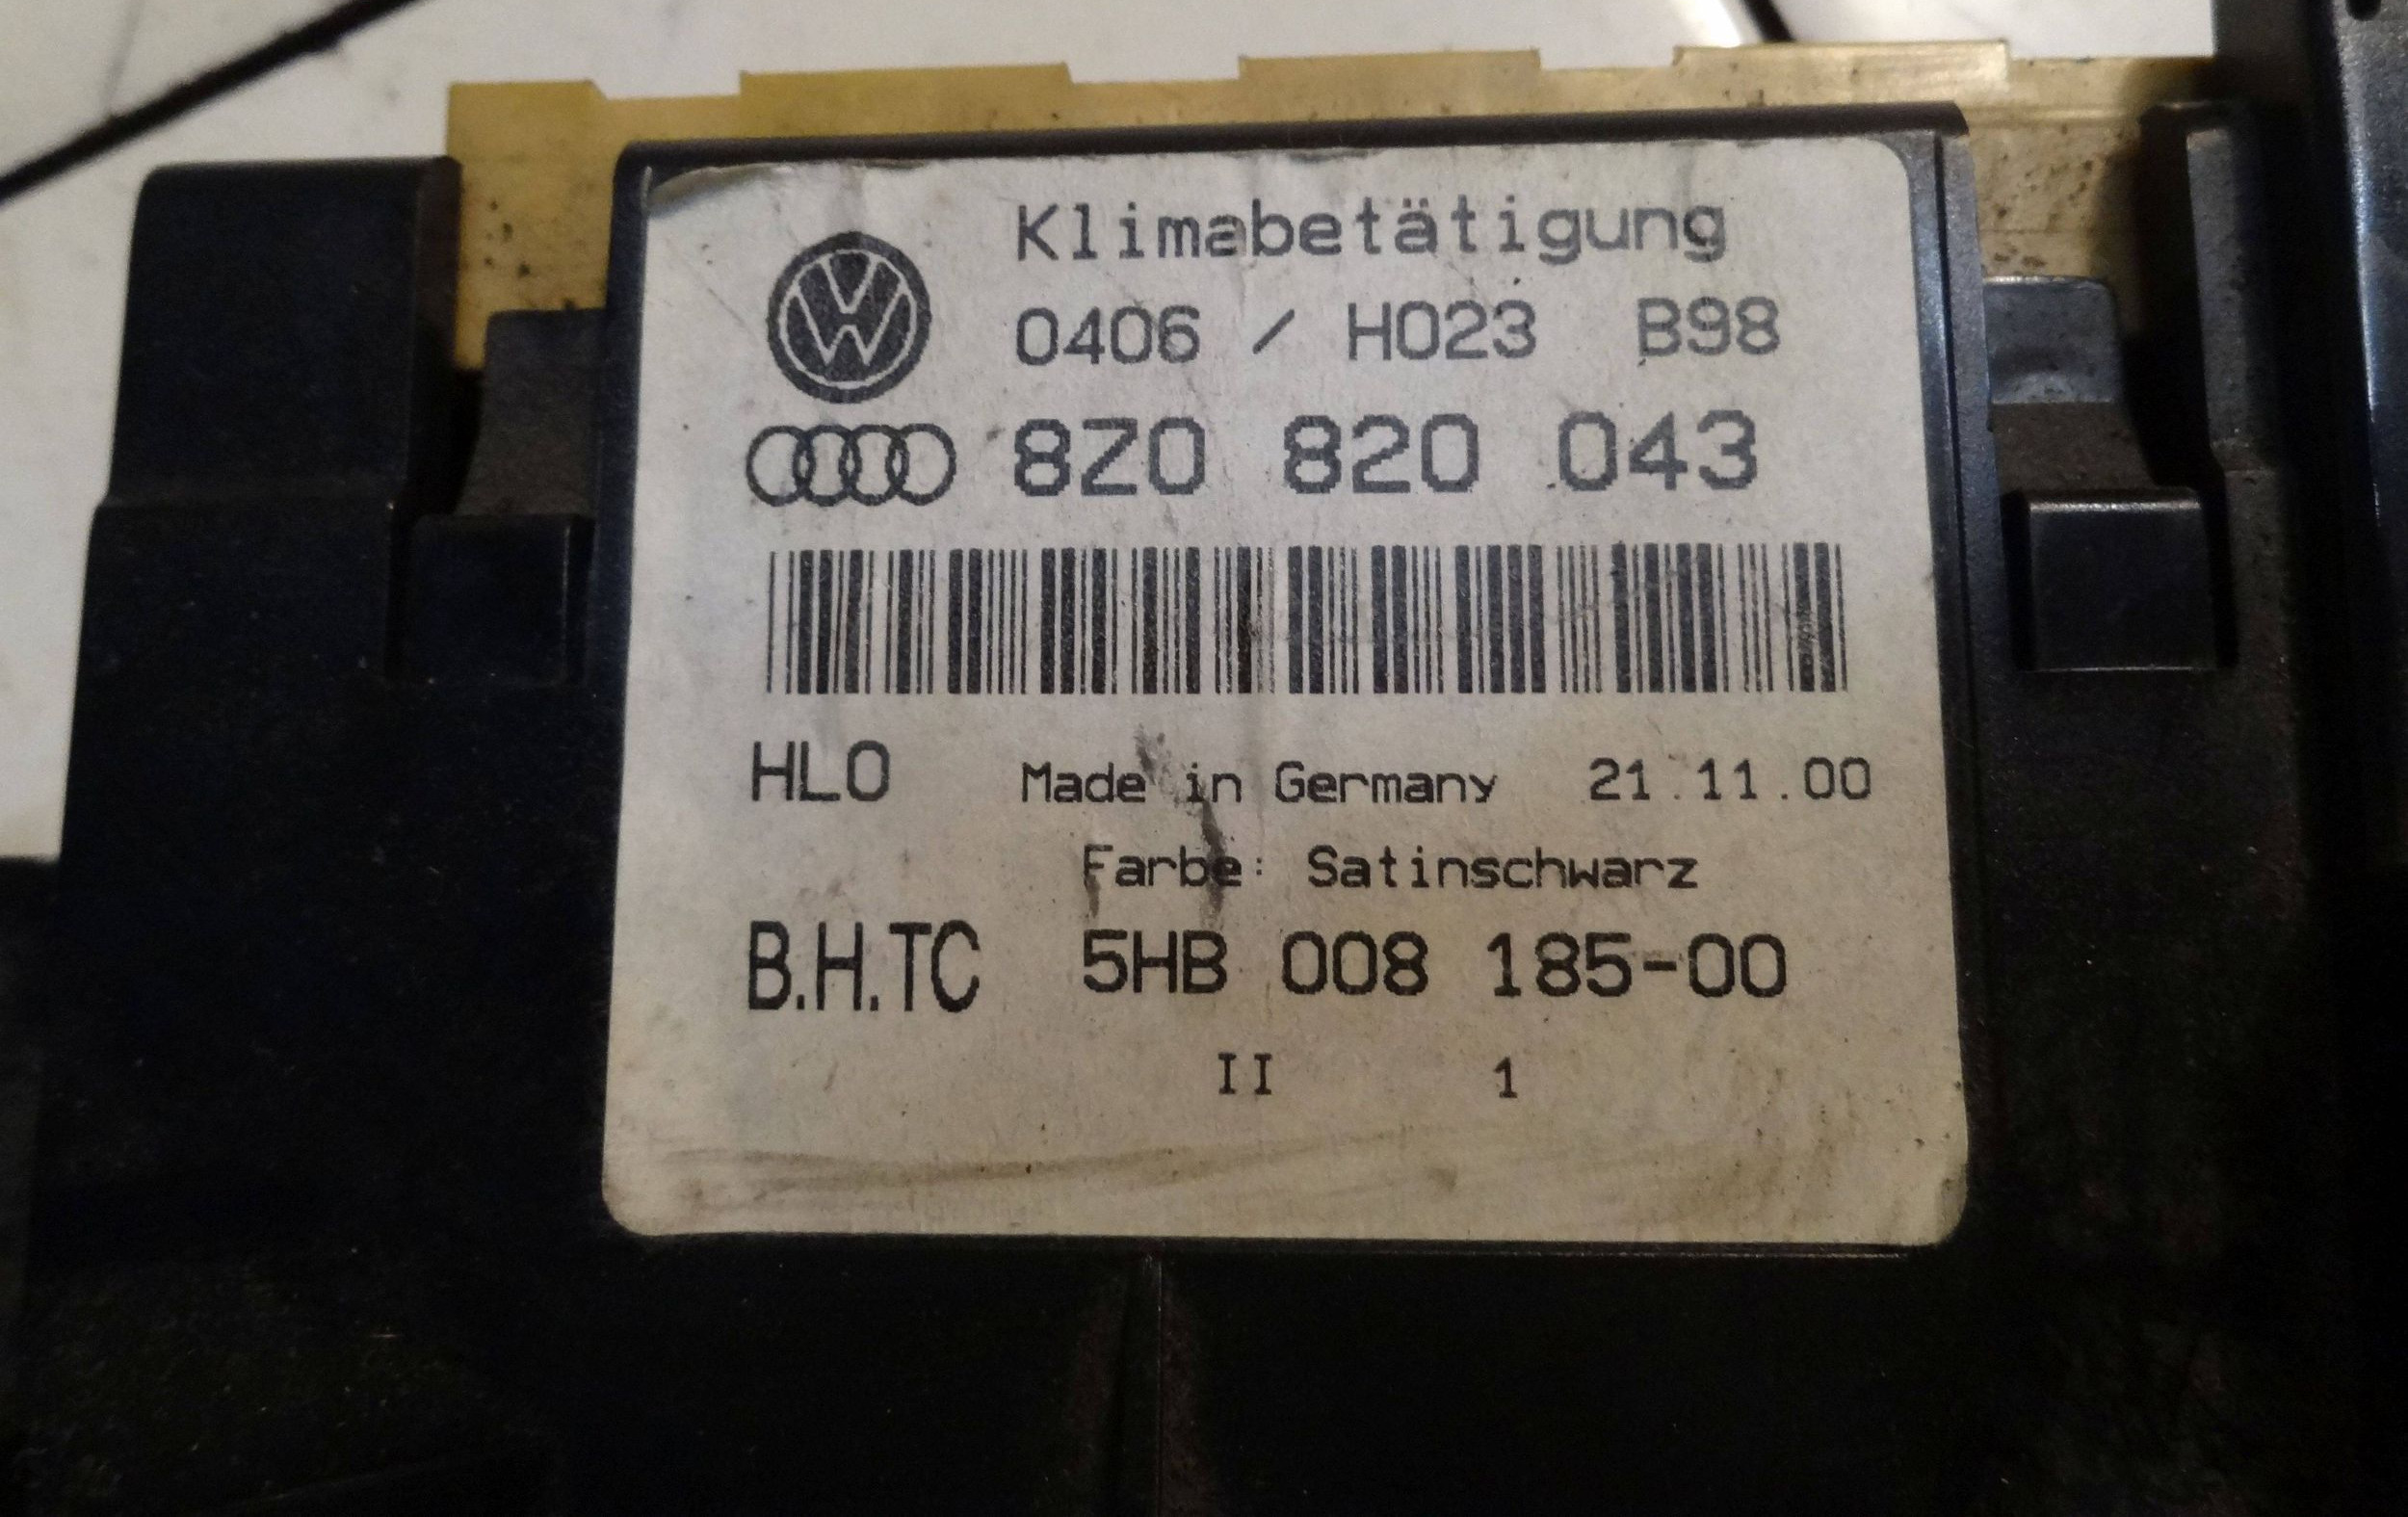 Klimabetätigung
0406 / H023 B98
8Z0 820 043
HLO Made in Germany 21.11.00
Farbe: Satinschwarz
B.H.TC 5HB 008 185-00
II 1